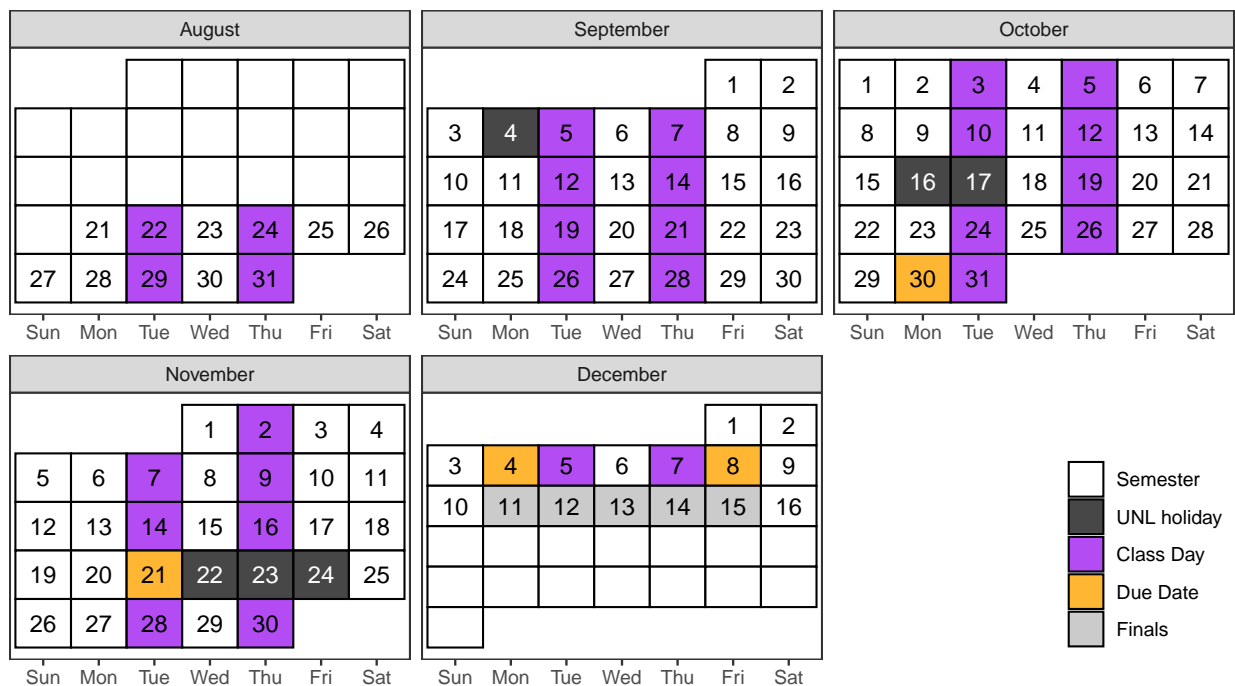 August
21 22 23 24 25 26
27 28 29 30 31
Sun Mon Tue Wed Thu Fri Sat
September
1 2
3 4 5 6 7 8 9
10 11 12 13 14 15 16
17 18 19 20 21 22 23
24 25 26 27 28 29 30
Sun Mon Tue Wed Thu Fri Sat
October
1 2 3 4 5 6 7
8 9 10 11 12 13 14
15 16 17 18 19 20 21
22 23 24 25 26 27 28
29 30 31
Sun Mon Tue Wed Thu Fri Sat
November
1 2 3 4
5 6 7 8 9 10 11
12 13 14 15 16 17 18
19 20 21 22 23 24 25
26 27 28 29 30
Sun Mon Tue Wed Thu Fri Sat
December
1 2
3 4 5 6 7 8 9
10 11 12 13 14 15 16
Sun Mon Tue Wed Thu Fri Sat
Semester
UNL holiday
Class Day
Due Date
Finals